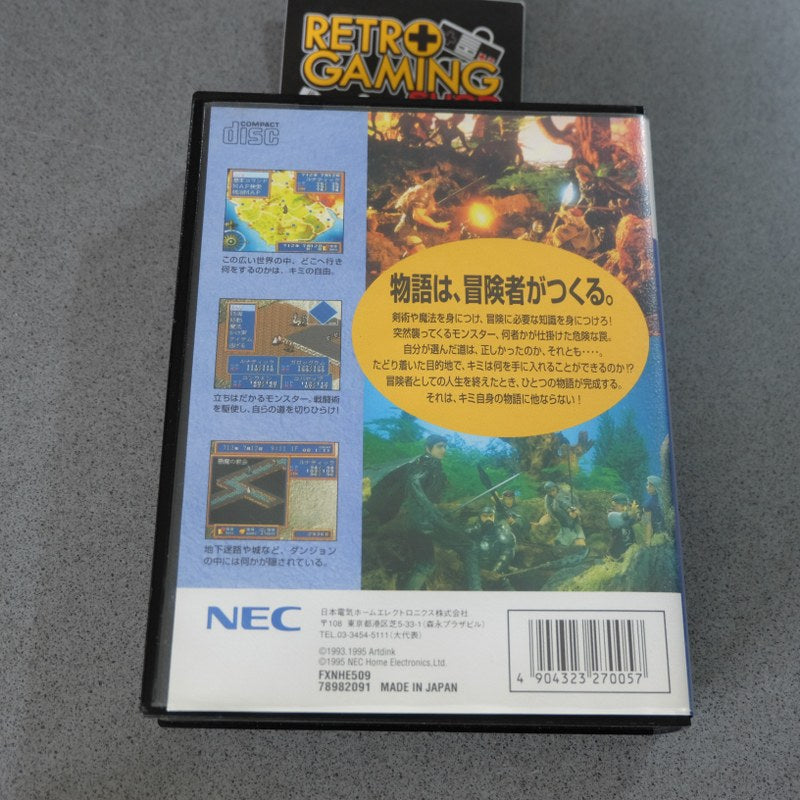 RETRO
GAMING
SHOP
COMPACT
disc
この広い世界の中、どこへ行き
何をするのかは、キミの自由。
立ちはだかるモンスター。戦闘術
を駆使し、自らの道を切りひらけ!
地下迷路や城など、ダンジョン
の中には何かが隠されている。
物語は、冒険者がつくる。
剣術や魔法を身につけ、冒険に必要な知識を身につけろ!
突然襲ってくるモンスター、何者かが仕掛けた危険な罠。
自分が選んだ道は、正しかったのか、それとも‥‥。
たどり着いた目的地で、キミは何を手に入れることができるのか!?
冒険者としての人生を終えたとき、ひとつの物語が完成する。
それは、キミ自身の物語に他ならない!
NEC
日本電気ホームエレクトロニクス株式会社
〒108 東京都港区芝5-33-1(森永プラザビル)
TEL.03-3454-5111(大代表)
©1993.1995 Artdink
©1995 NEC Home Electronics,Ltd.
FXNHE509
78982091 MADE IN JAPAN
4 904323 270057